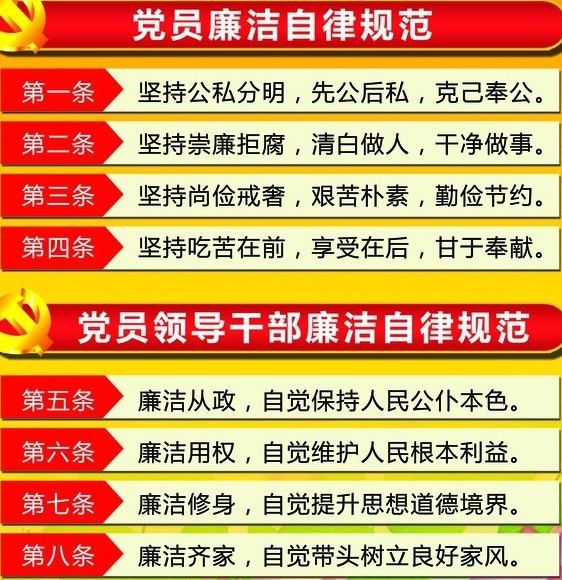 党员廉洁自律规范
第一条 坚持公私分明，先公后私，克己奉公。
第二条 坚持崇廉拒腐，清白做人，干净做事。
第三条 坚持尚俭戒奢，艰苦朴素，勤俭节约。
第四条 坚持吃苦在前，享受在后，甘于奉献。
党员领导干部廉洁自律规范
第五条 廉洁从政，自觉保持人民公仆本色。
第六条 廉洁用权，自觉维护人民根本利益。
第七条 廉洁修身，自觉提升思想道德境界。
第八条 廉洁齐家，自觉带头树立良好家风。